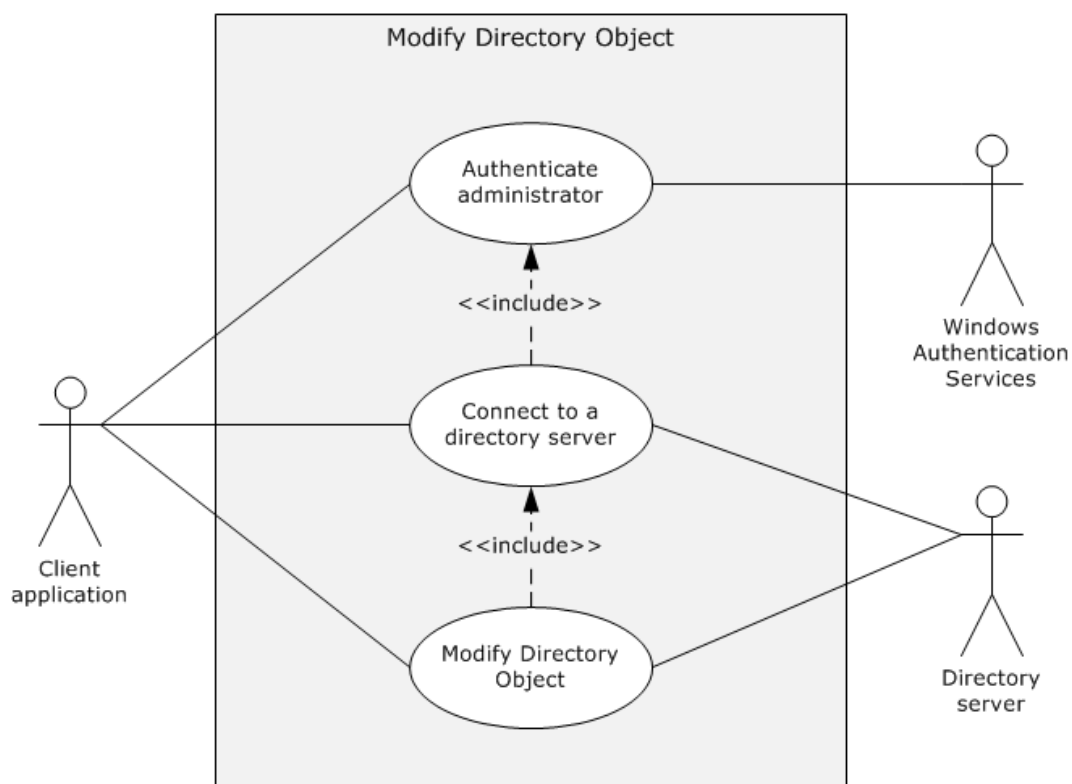 Modify Directory Object
Authenticate
administrator
<<include>>
Windows
Authentication
Services
Connect to a
directory server
<<include>>
Client
application
Modify Directory
Object
Directory
server